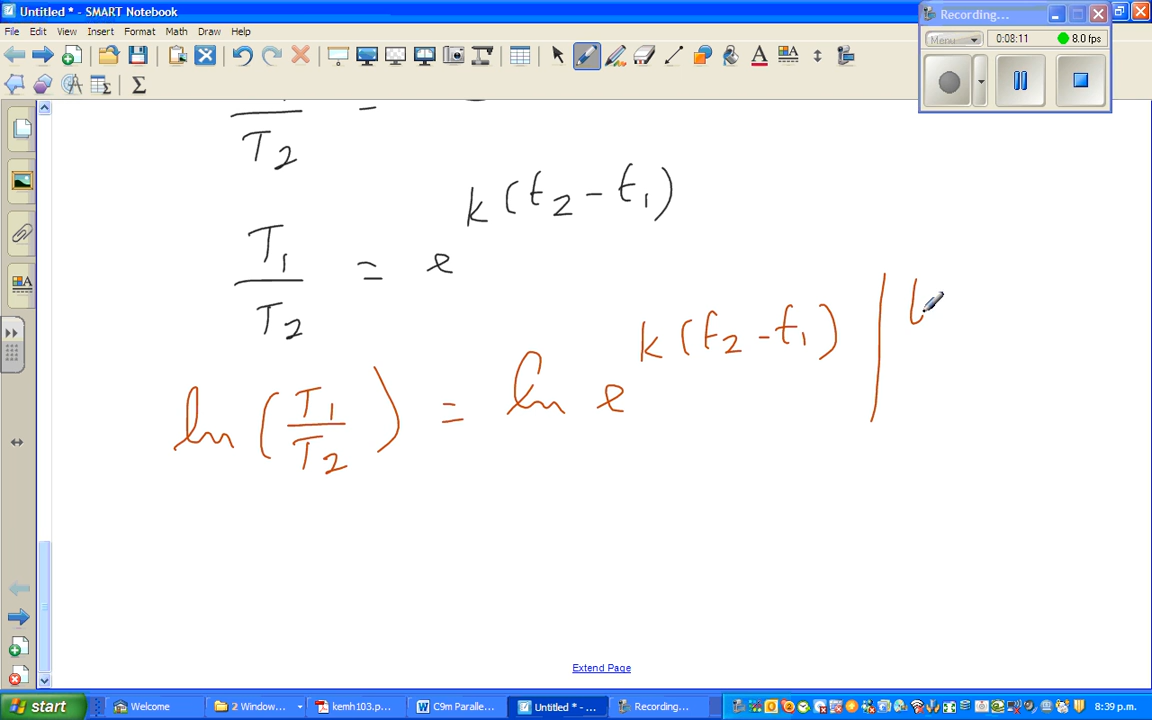 Untitled * - SMART Notebook
Recording...
File Edit View Insert Format Math Draw Help
Menu 0:08:11 8.0 fps
T₂ =
T₁/T₂ = e^k(t₂ - t₁)
ln(T₁/T₂) = ln e^k(t₂ - t₁) | l
Extend Page
start Welcome 2 Window... kemh103.p... C9m Paralle... Untitled * - ... Recording... 8:39 p.m.